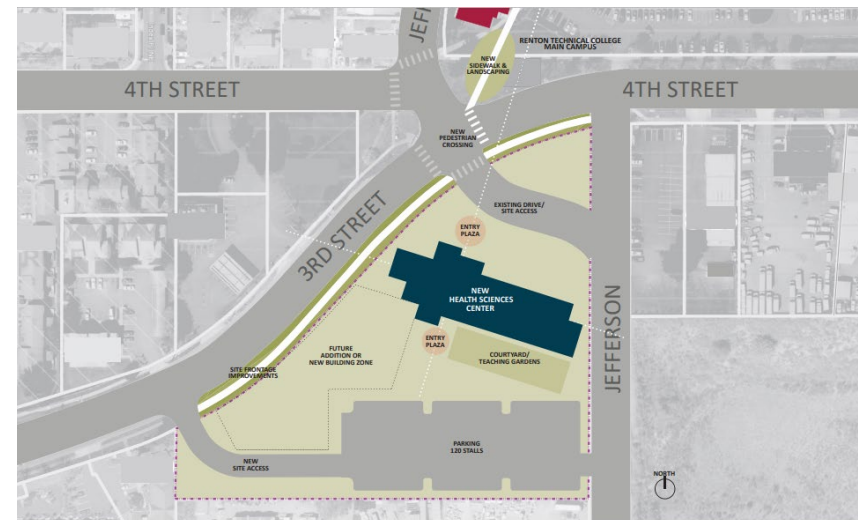 JEFF
RENTON TECHNICAL COLLEGE
MAIN CAMPUS
NEW
SIDEWALK &
LANDSCAPING
4TH STREET
4TH STREET
NEW
PEDESTRIAN
CROSSING
EXISTING DRIVE/
SITE ACCESS
3RD STREET
ENTRY
PLAZA
NEW
HEALTH SCIENCES
CENTER
JEFFERSON
ENTRY
PLAZA
FUTURE
ADDITION OR
NEW BUILDING ZONE
COURTYARD/
TEACHING GARDENS
SITE FRONTAGE
IMPROVEMENTS
PARKING
120 STALLS
NEW
SITE ACCESS
NORTH